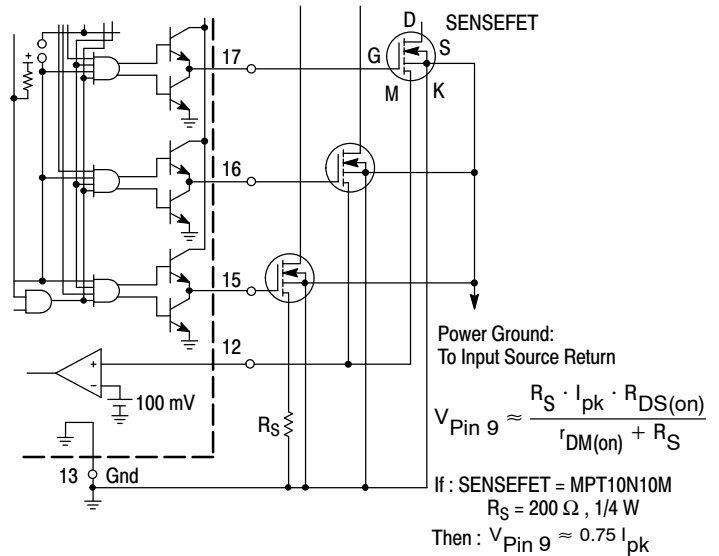 D
SENSEFET
G
S
M
K
17
+
16
15
12
+
–
100 mV
R_S
13
Gnd
Power Ground:
To Input Source Return
V_Pin 9 ≈ (R_S · I_pk · R_DS(on)) / (r_DM(on) + R_S)
If : SENSEFET = MPT10N10M
R_S = 200 Ω , 1/4 W
Then : V_Pin 9 ≈ 0.75 I_pk